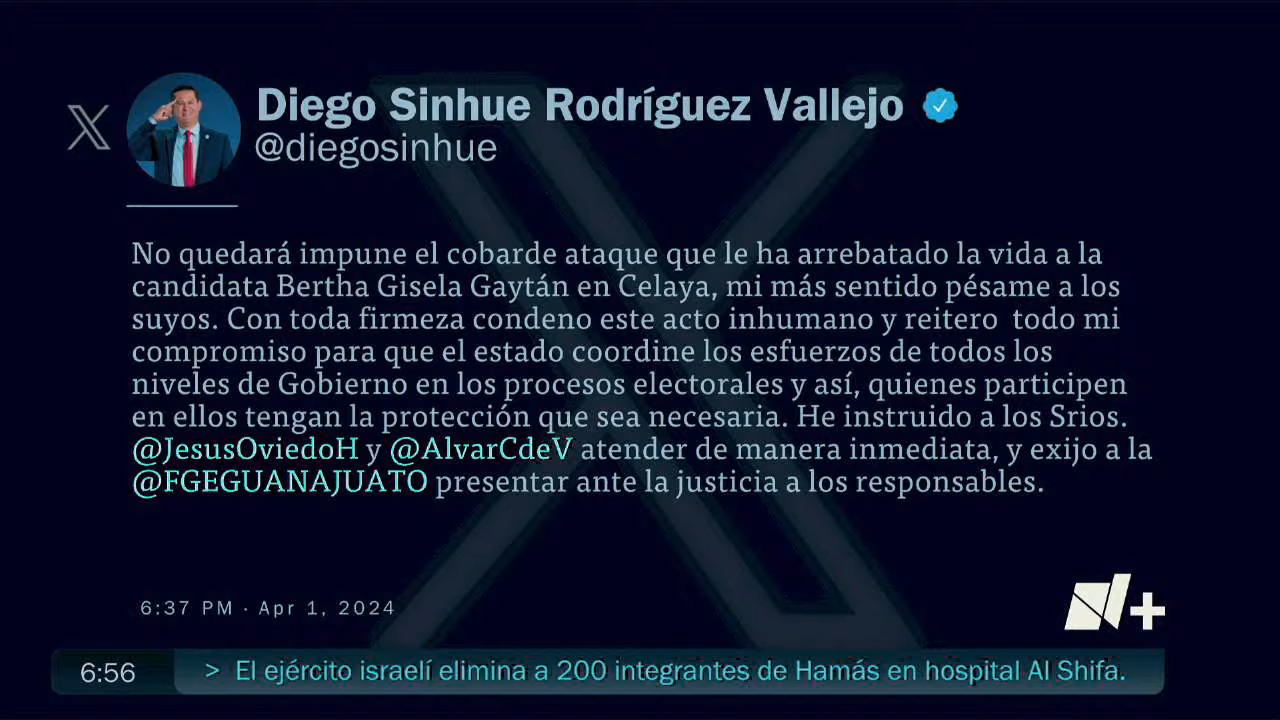 X
Diego Sinhue Rodríguez Vallejo
@diegosinhue
No quedará impune el cobarde ataque que le ha arrebatado la vida a la
candidata Bertha Gisela Gaytán en Celaya, mi más sentido pésame a los
suyos. Con toda firmeza condeno este acto inhumano y reitero  todo mi
compromiso para que el estado coordine los esfuerzos de todos los
niveles de Gobierno en los procesos electorales y así, quienes participen
en ellos tengan la protección que sea necesaria. He instruido a los Srios.
@JesusOviedoH y @AlvarCdeV atender de manera inmediata, y exijo a la
@FGEGUANAJUATO presentar ante la justicia a los responsables.
6:37 PM · Apr 1, 2024
N+
6:56 > El ejército israelí elimina a 200 integrantes de Hamás en hospital Al Shifa.